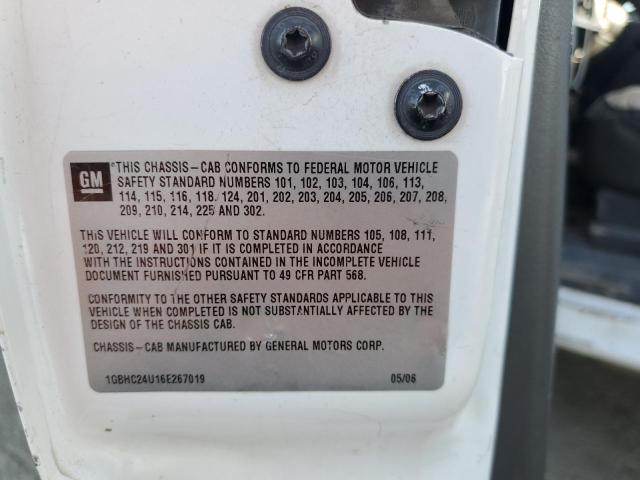 GM
*THIS CHASSIS-CAB CONFORMS TO FEDERAL MOTOR VEHICLE
SAFETY STANDARD NUMBERS 101, 102, 103, 104, 106, 113,
114, 115, 116, 118, 124, 201, 202, 203, 204, 205, 206, 207, 208,
209, 210, 214, 225 AND 302.
THIS VEHICLE WILL CONFORM TO STANDARD NUMBERS 105, 108, 111,
120, 212, 219 AND 301 IF IT IS COMPLETED IN ACCORDANCE
WITH THE INSTRUCTIONS CONTAINED IN THE INCOMPLETE VEHICLE
DOCUMENT FURNISHED PURSUANT TO 49 CFR PART 568.
CONFORMITY TO THE OTHER SAFETY STANDARDS APPLICABLE TO THIS
VEHICLE WHEN COMPLETED IS NOT SUBSTANTIALLY AFFECTED BY THE
DESIGN OF THE CHASSIS CAB.
CHASSIS-CAB MANUFACTURED BY GENERAL MOTORS CORP.
1GBHC24U16E267019 05/06